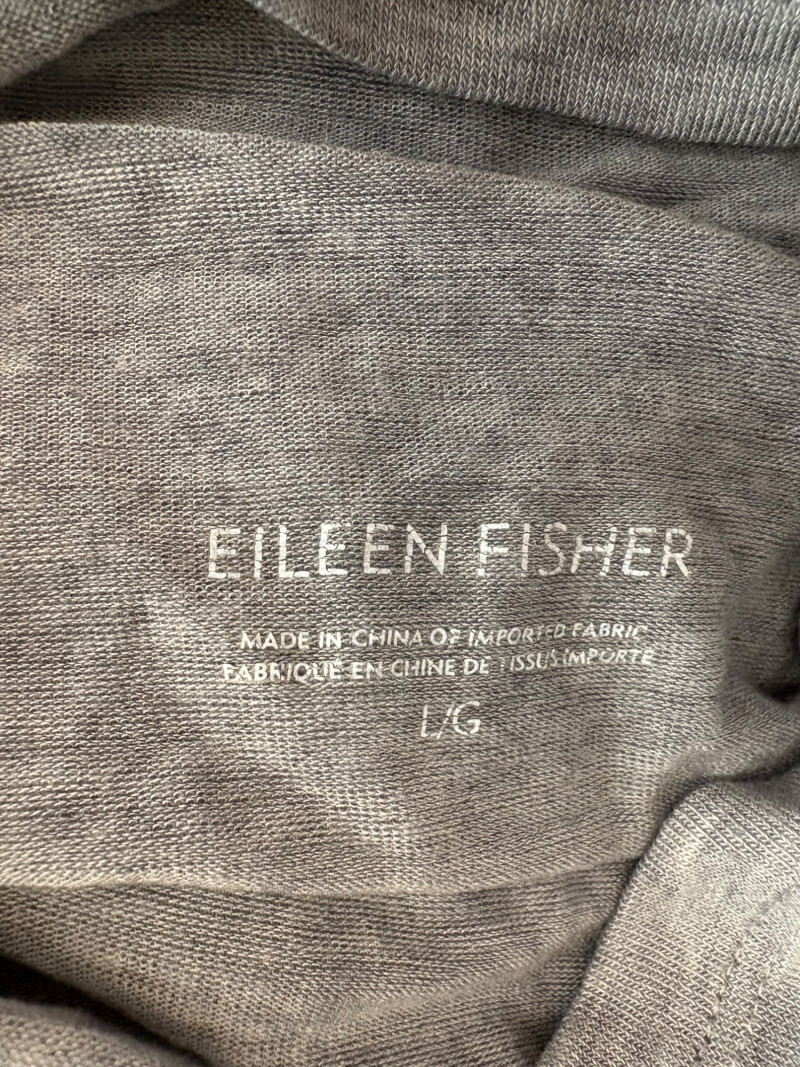 EILEEN FISHER
MADE IN CHINA OF IMPORTED FABRIC
FABRIQUÉ EN CHINE DE TISSUS IMPORTÉ
L/G